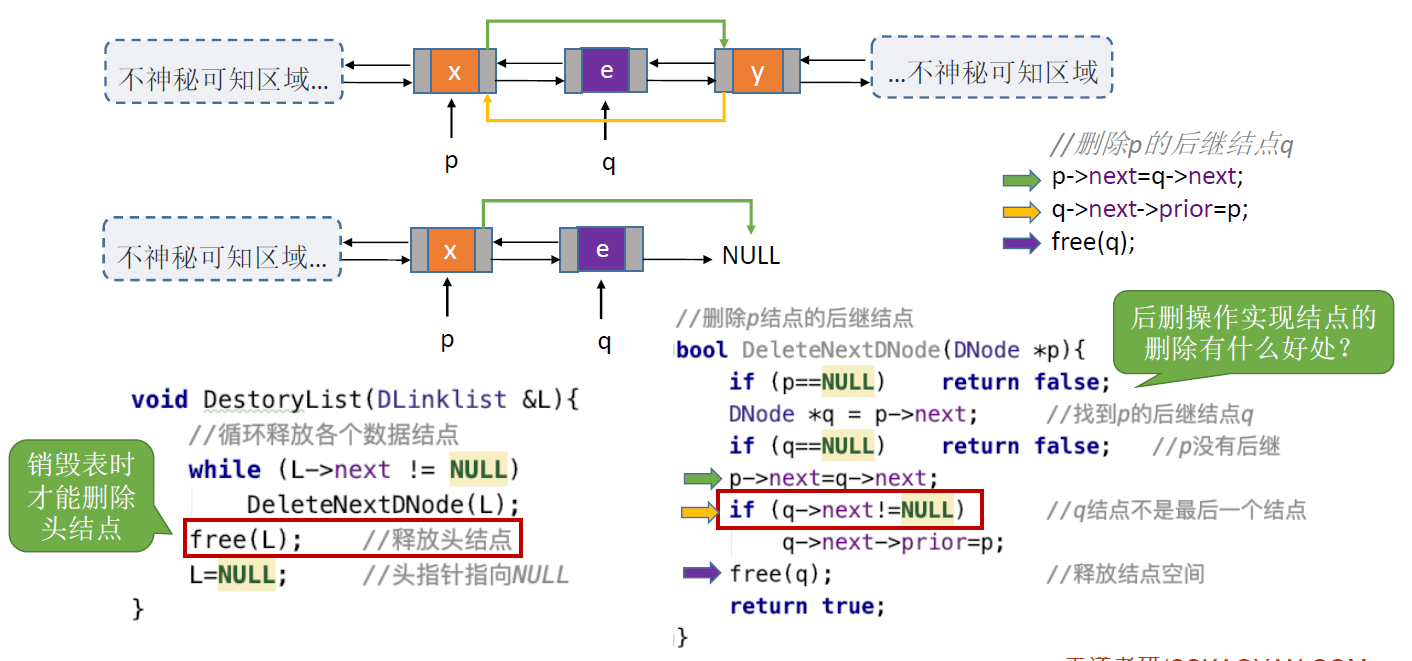 不神秘可知区域...
x
e
y
...不神秘可知区域
p
q
//删除p的后继结点q
p->next=q->next;
q->next->prior=p;
free(q);
不神秘可知区域...
x
e
NULL
p
q
//删除p结点的后继结点
bool DeleteNextDNode(DNode *p){
if (p==NULL) return false;
DNode *q = p->next; //找到p的后继结点q
if (q==NULL) return false; //p没有后继
p->next=q->next;
if (q->next!=NULL) //q结点不是最后一个结点
q->next->prior=p;
free(q); //释放结点空间
return true;
}
后删操作实现结点的
删除有什么好处？
void DestoryList(DLinklist &L){
//循环释放各个数据结点
while (L->next != NULL)
DeleteNextDNode(L);
free(L); //释放头结点
L=NULL; //头指针指向NULL
}
销毁表时
才能删除
头结点